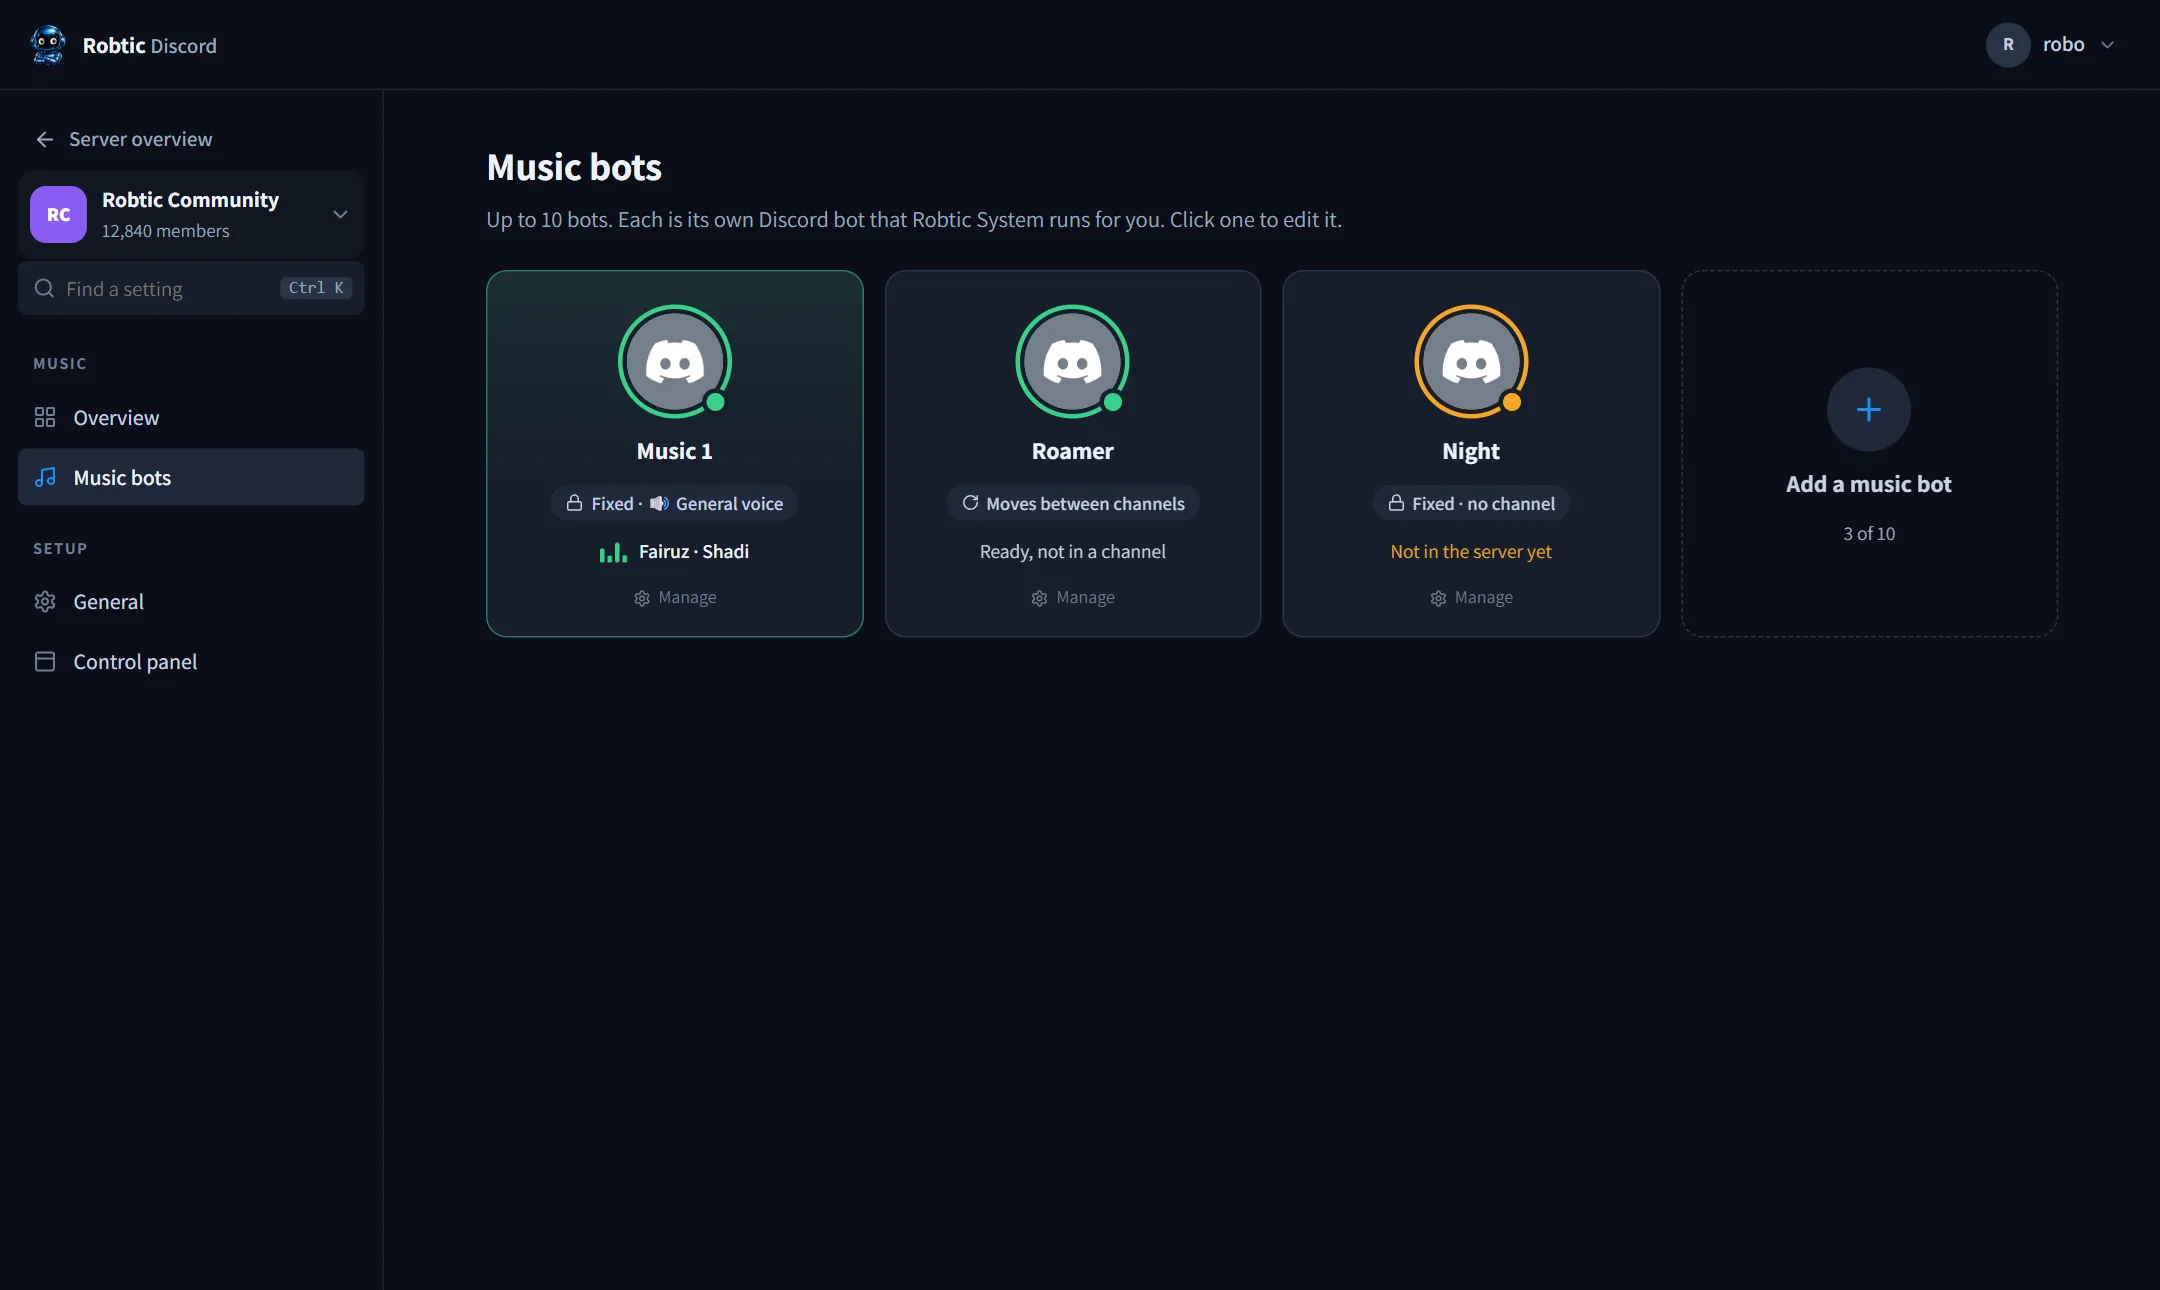 Robtic Discord
R robo
Server overview
RC
Robtic Community
12,840 members
Find a setting
Ctrl K
MUSIC
Overview
Music bots
SETUP
General
Control panel
Music bots
Up to 10 bots. Each is its own Discord bot that Robtic System runs for you. Click one to edit it.
Music 1
Fixed · 🔊 General voice
Fairuz · Shadi
Manage
Roamer
Moves between channels
Ready, not in a channel
Manage
Night
Fixed · no channel
Not in the server yet
Manage
Add a music bot
3 of 10